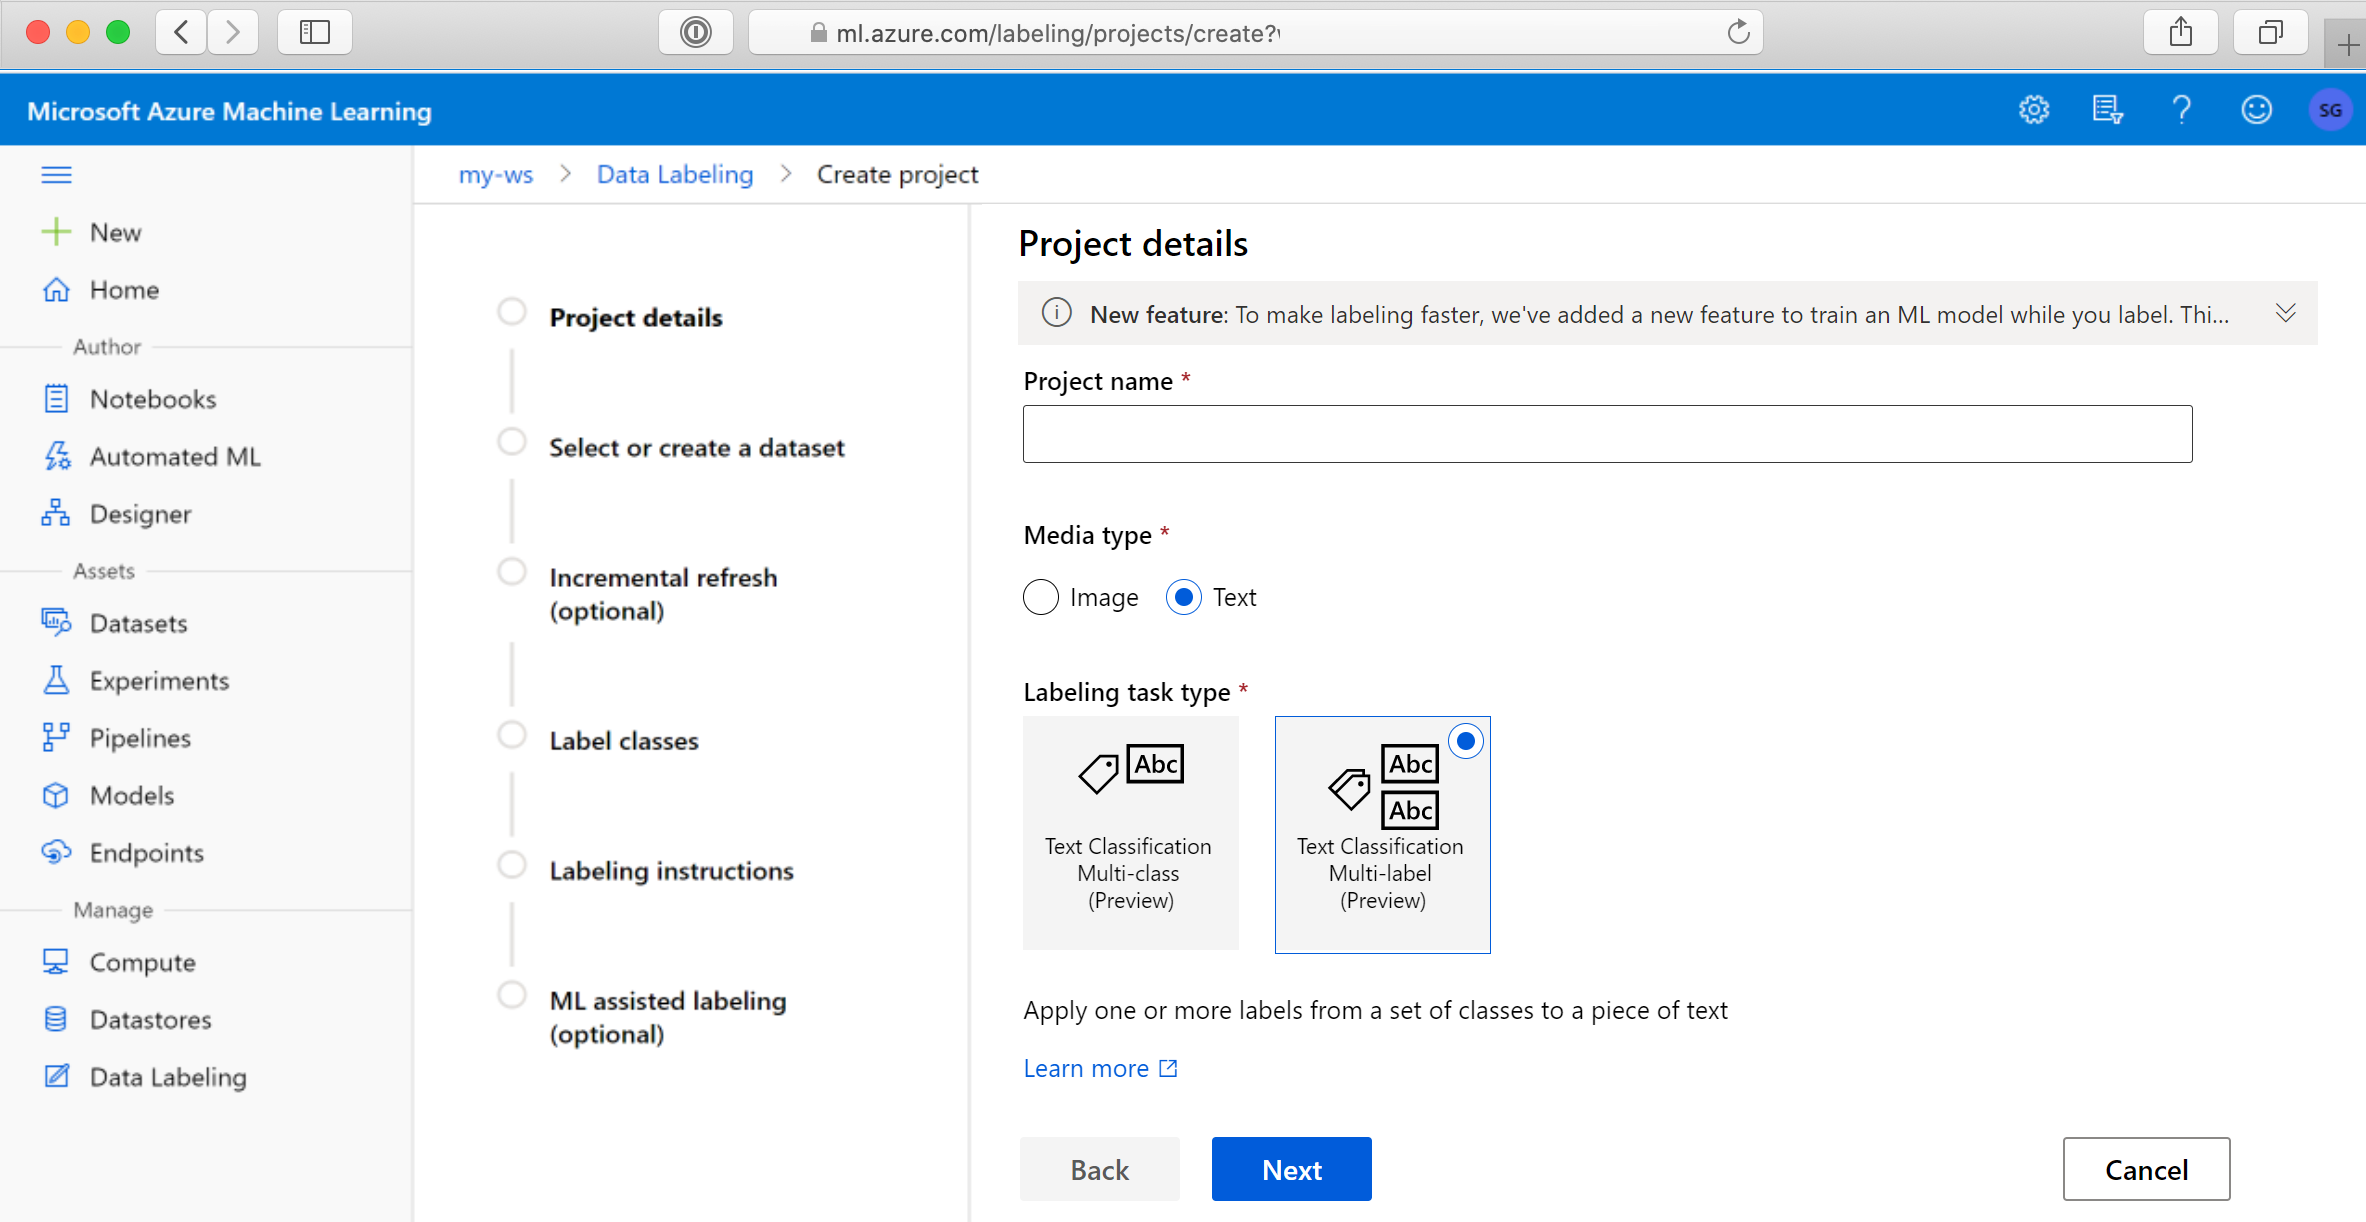 ml.azure.com/labeling/projects/create?
Microsoft Azure Machine Learning
SG
my-ws > Data Labeling > Create project
New
Home
Author
Notebooks
Automated ML
Designer
Assets
Datasets
Experiments
Pipelines
Models
Endpoints
Manage
Compute
Datastores
Data Labeling
Project details
Select or create a dataset
Incremental refresh
(optional)
Label classes
Labeling instructions
ML assisted labeling
(optional)
Project details
New feature: To make labeling faster, we've added a new feature to train an ML model while you label. Thi...
Project name *
Media type *
Image Text
Labeling task type *
Abc
Text Classification
Multi-class
(Preview)
Abc
Abc
Text Classification
Multi-label
(Preview)
Apply one or more labels from a set of classes to a piece of text
Learn more
Back Next Cancel